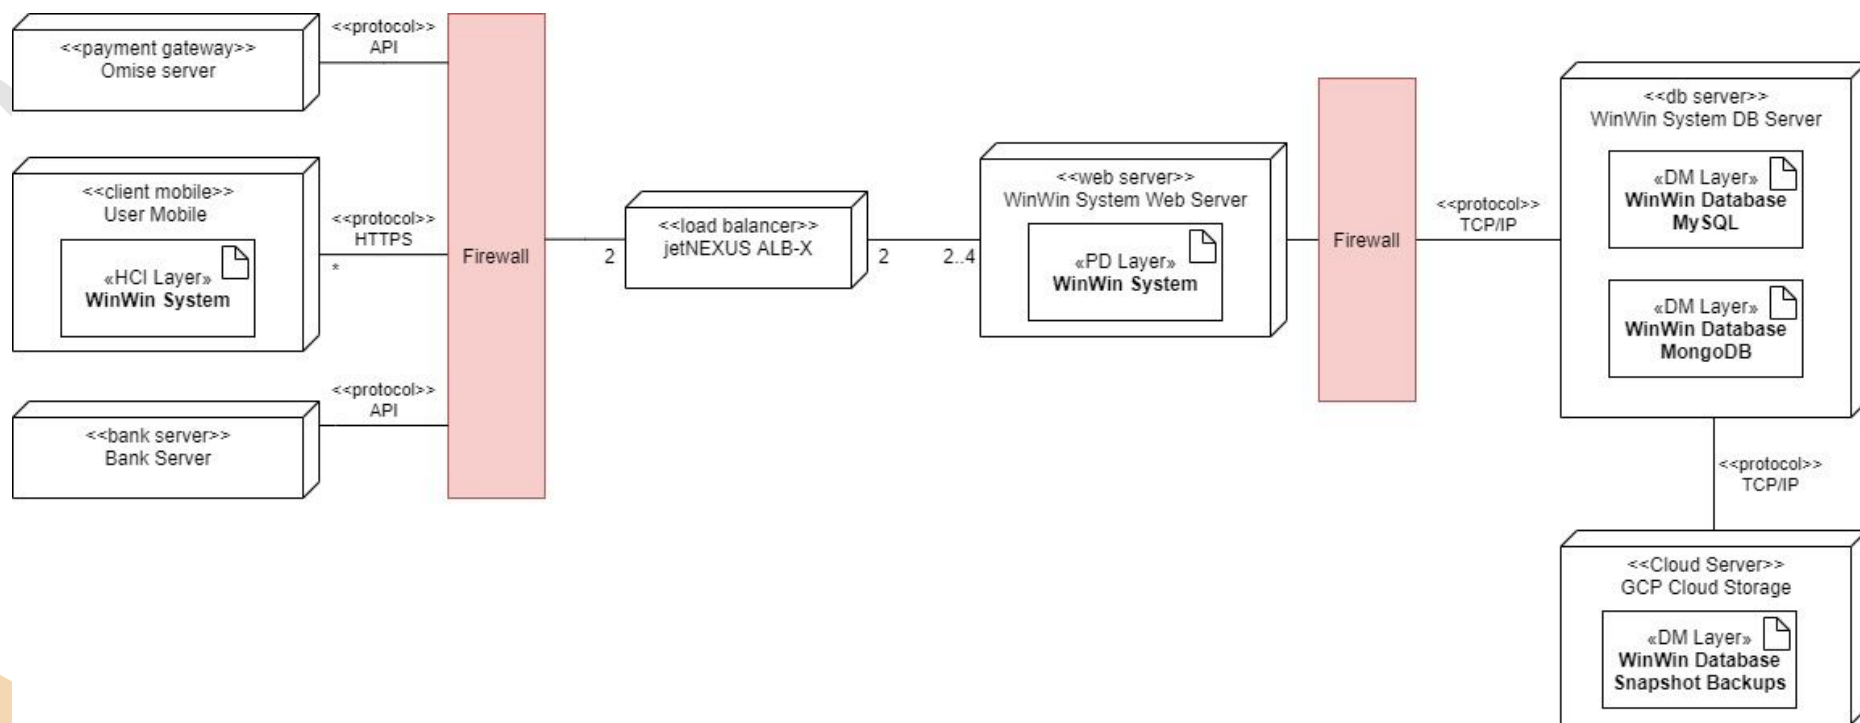 <<payment gateway>>
Omise server
<<protocol>>
API
<<client mobile>>
User Mobile
«HCI Layer»
WinWin System
<<protocol>>
HTTPS
*
<<bank server>>
Bank Server
<<protocol>>
API
Firewall
2
<<load balancer>>
jetNEXUS ALB-X
2
2..4
<<web server>>
WinWin System Web Server
«PD Layer»
WinWin System
Firewall
<<protocol>>
TCP/IP
<<db server>>
WinWin System DB Server
«DM Layer»
WinWin Database
MySQL
«DM Layer»
WinWin Database
MongoDB
<<protocol>>
TCP/IP
<<Cloud Server>>
GCP Cloud Storage
«DM Layer»
WinWin Database
Snapshot Backups